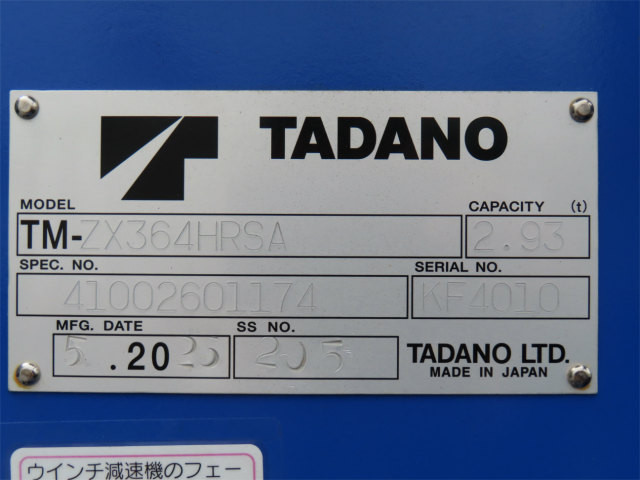 TADANO
MODEL
CAPACITY (t)
TM-ZX364HRSA
2.93
SPEC. NO.
SERIAL NO.
41002601174
KF4010
MFG. DATE
SS NO.
5 .2025
205
TADANO LTD.
MADE IN JAPAN
ウインチ減速機のフェー